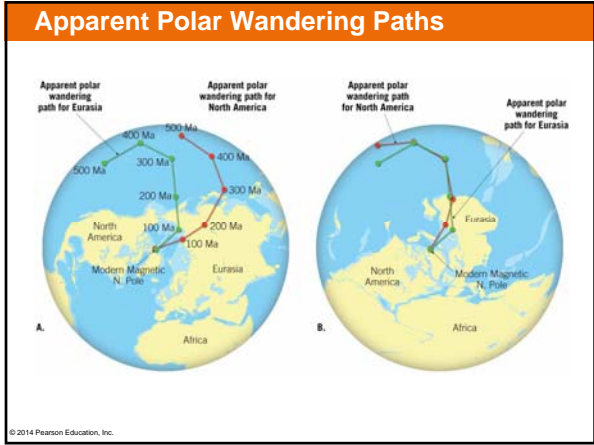 Apparent Polar Wandering Paths
Apparent polar
wandering
path for Eurasia
Apparent polar
wandering path for
North America
500 Ma
400 Ma
300 Ma
200 Ma
100 Ma
500 Ma
400 Ma
300 Ma
200 Ma
100 Ma
North
America
Modern Magnetic
N. Pole
Eurasia
Africa
A.
Apparent polar
wandering path
for North America
Apparent polar
wandering
path for Eurasia
Eurasia
North
America
Modern Magnetic
N. Pole
Africa
B.
© 2014 Pearson Education, Inc.